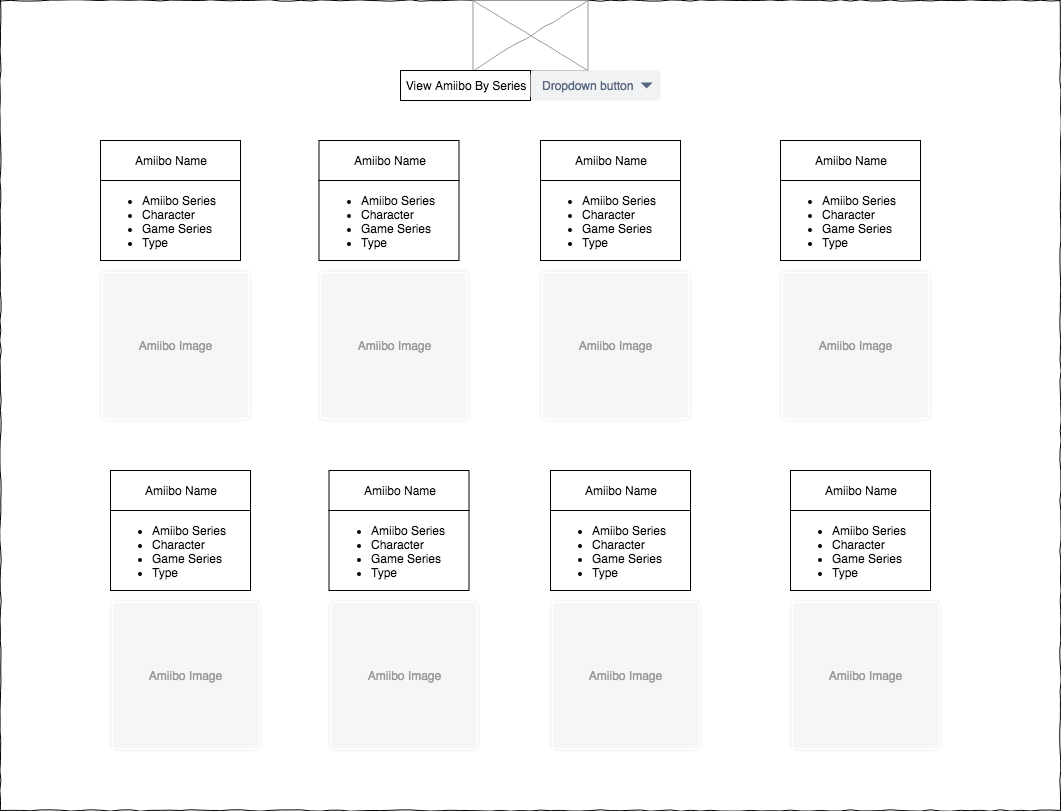 View Amiibo By Series
Dropdown button
Amiibo Name
• Amiibo Series
• Character
• Game Series
• Type
Amiibo Image
Amiibo Name
• Amiibo Series
• Character
• Game Series
• Type
Amiibo Image
Amiibo Name
• Amiibo Series
• Character
• Game Series
• Type
Amiibo Image
Amiibo Name
• Amiibo Series
• Character
• Game Series
• Type
Amiibo Image
Amiibo Name
• Amiibo Series
• Character
• Game Series
• Type
Amiibo Image
Amiibo Name
• Amiibo Series
• Character
• Game Series
• Type
Amiibo Image
Amiibo Name
• Amiibo Series
• Character
• Game Series
• Type
Amiibo Image
Amiibo Name
• Amiibo Series
• Character
• Game Series
• Type
Amiibo Image